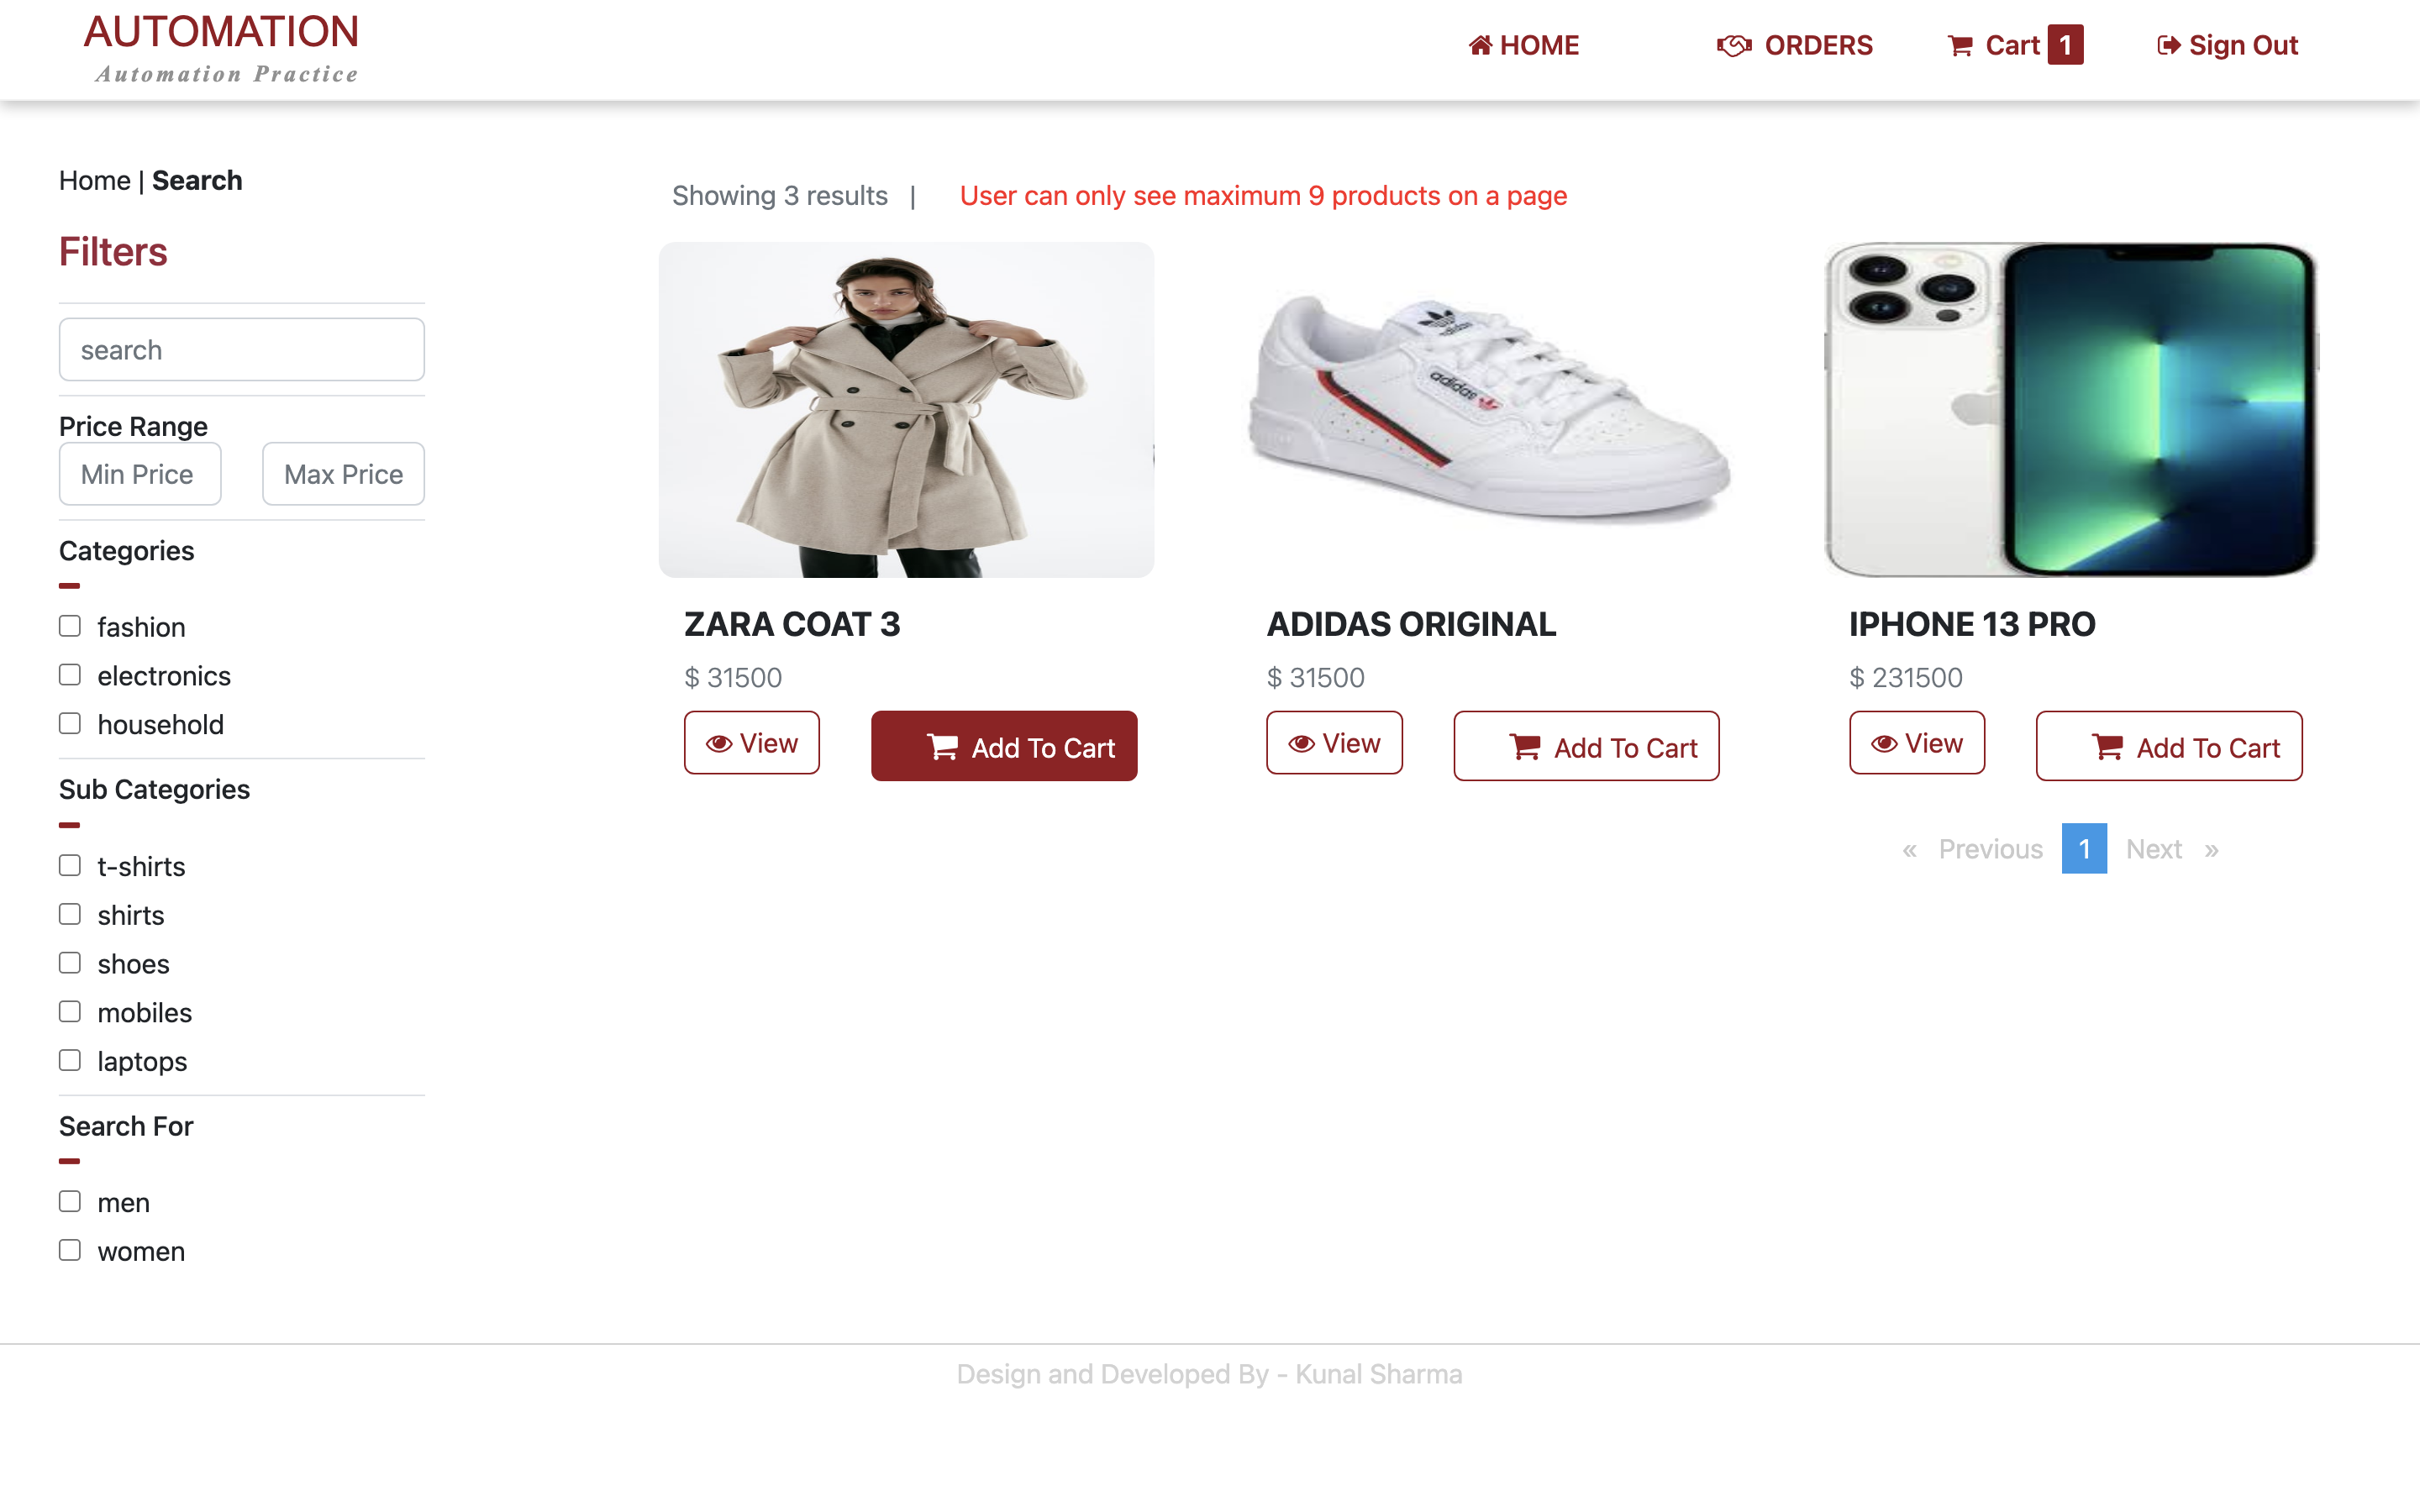 AUTOMATION
Automation Practice
HOME
ORDERS
Cart 1
Sign Out
Home | Search
Filters
search
Price Range
Min Price
Max Price
Categories
fashion
electronics
household
Sub Categories
t-shirts
shirts
shoes
mobiles
laptops
Search For
men
women
Showing 3 results |
User can only see maximum 9 products on a page
adidas
adidas
ZARA COAT 3
$ 31500
View
Add To Cart
ADIDAS ORIGINAL
$ 31500
View
Add To Cart
IPHONE 13 PRO
$ 231500
View
Add To Cart
« Previous 1 Next »
Design and Developed By - Kunal Sharma